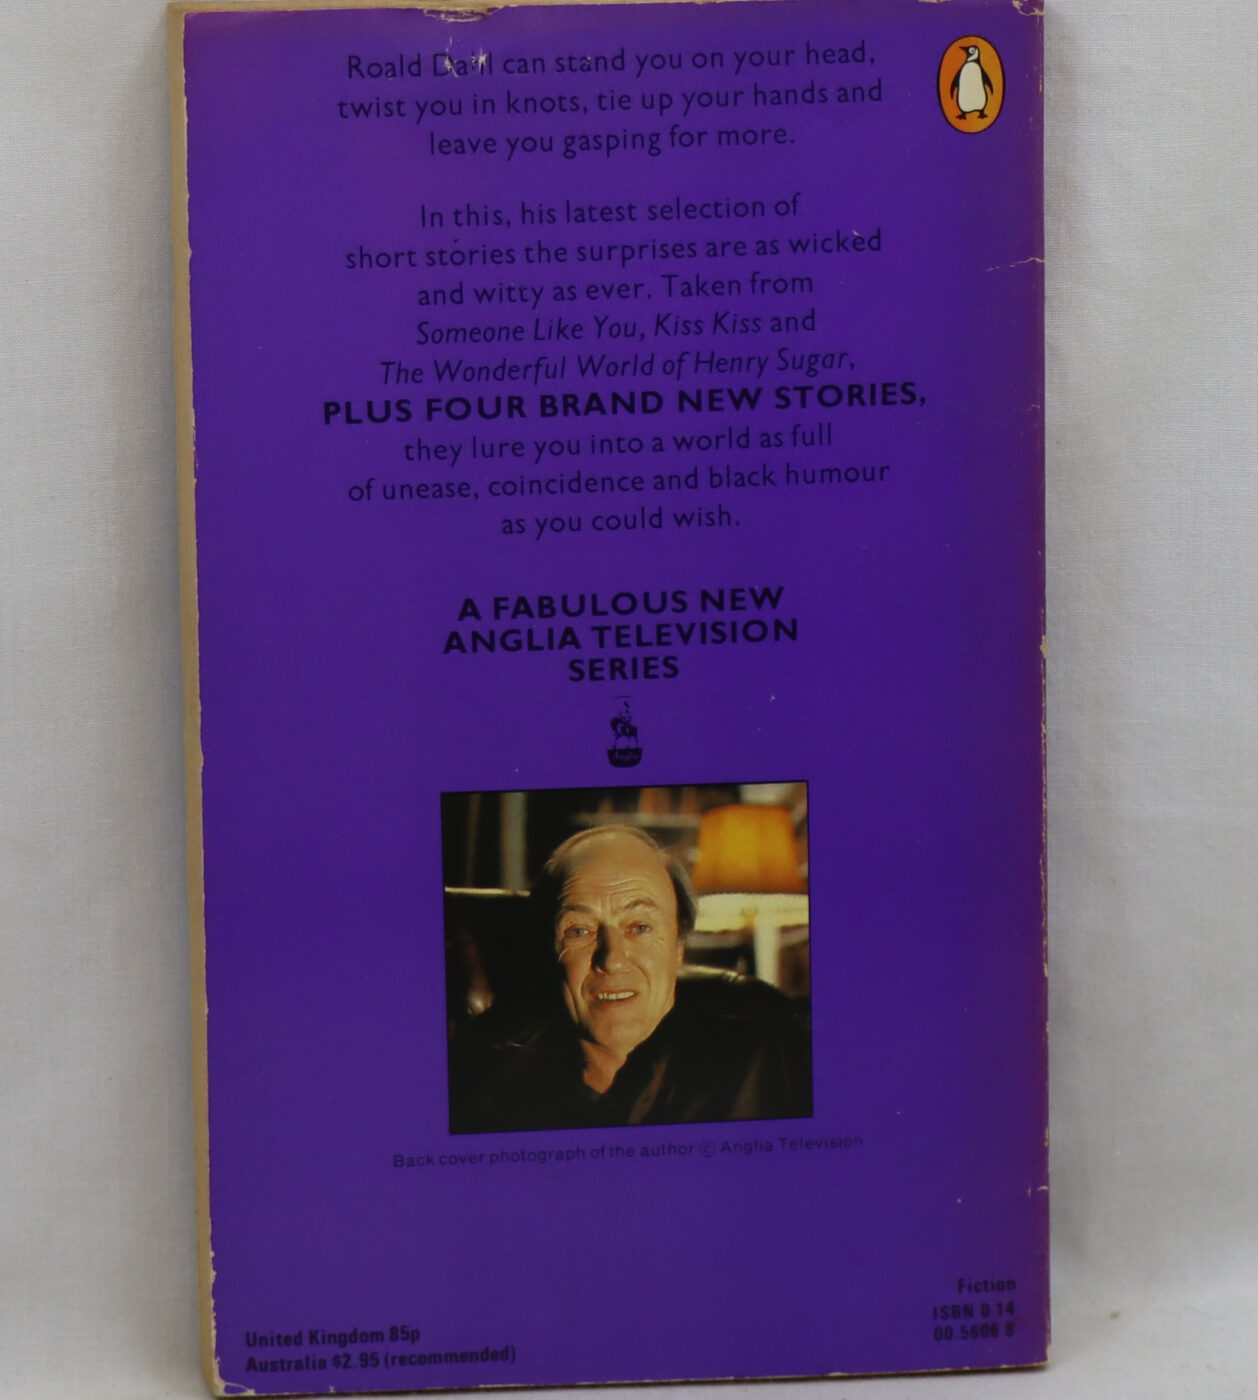 Roald Dahl can stand you on your head,
twist you in knots, tie up your hands and
leave you gasping for more.
In this, his latest selection of
short stories the surprises are as wicked
and witty as ever. Taken from
Someone Like You, Kiss Kiss and
The Wonderful World of Henry Sugar,
PLUS FOUR BRAND NEW STORIES,
they lure you into a world as full
of unease, coincidence and black humour
as you could wish.
A FABULOUS NEW
ANGLIA TELEVISION
SERIES
Anglia
Back cover photograph of the author © Anglia Television
United Kingdom 85p
Australia $2.95 (recommended)
Fiction
ISBN 0 14
00.5696 8